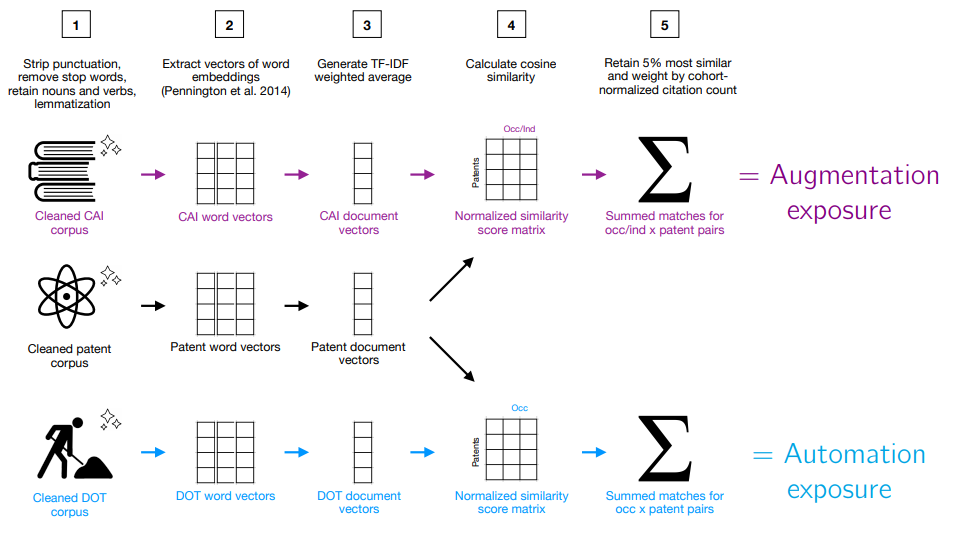 1
2
3
4
5
Strip punctuation,
remove stop words,
retain nouns and verbs,
lemmatization
Extract vectors of word
embeddings
(Pennington et al. 2014)
Generate TF-IDF
weighted average
Calculate cosine
similarity
Retain 5% most similar
and weight by cohort-
normalized citation count
Occ/Ind
Patents
Cleaned CAI
corpus
CAI word vectors
CAI document
vectors
Normalized similarity
score matrix
Summed matches for
occ/ind x patent pairs
= Augmentation
exposure
Cleaned patent
corpus
Patent word vectors
Patent document
vectors
Occ
Patents
Cleaned DOT
corpus
DOT word vectors
DOT document
vectors
Normalized similarity
score matrix
Summed matches for
occ x patent pairs
= Automation
exposure
∑
∑